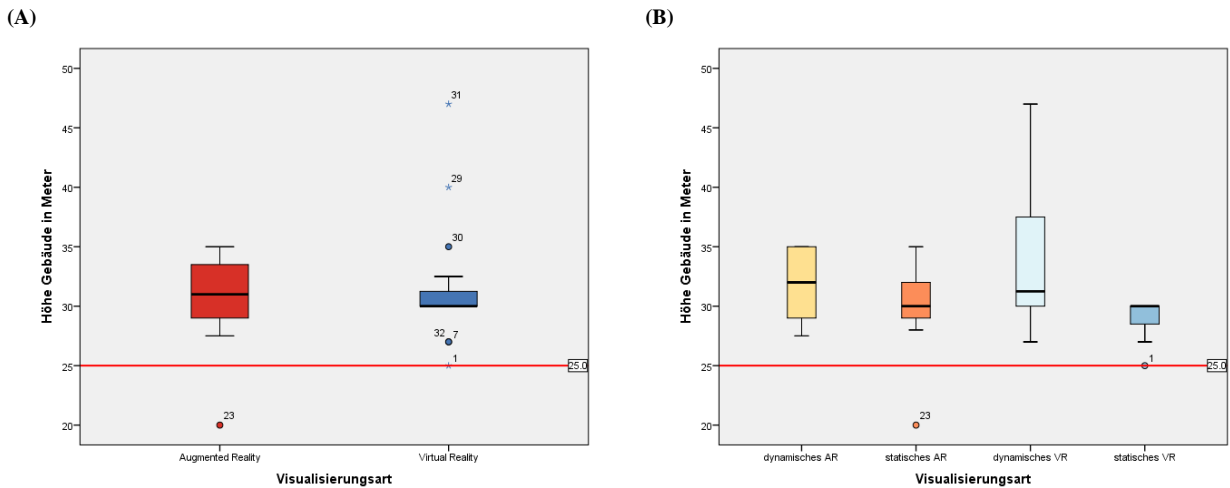 (A)
(B)
50
45
40
35
30
25
20
Höhe Gebäude in Meter
31
29
30
32 7
1
23
25.0
Augmented Reality
Virtual Reality
Visualisierungsart
50
45
40
35
30
25
20
Höhe Gebäude in Meter
1
23
25.0
dynamisches AR
statisches AR
dynamisches VR
statisches VR
Visualisierungsart